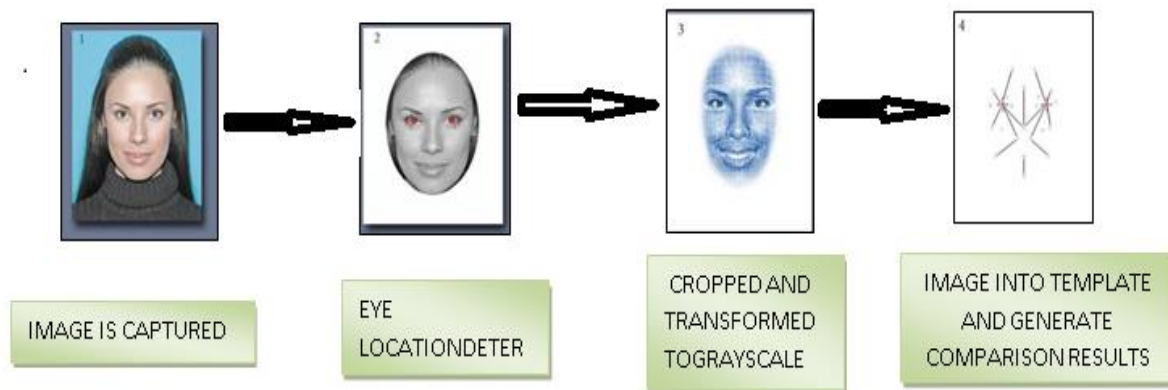 1
2
3
4
IMAGE IS CAPTURED
EYE
LOCATIONDETER
CROPPED AND
TRANSFORMED
TOGRAYSCALE
IMAGE INTO TEMPLATE
AND GENERATE
COMPARISON RESULTS